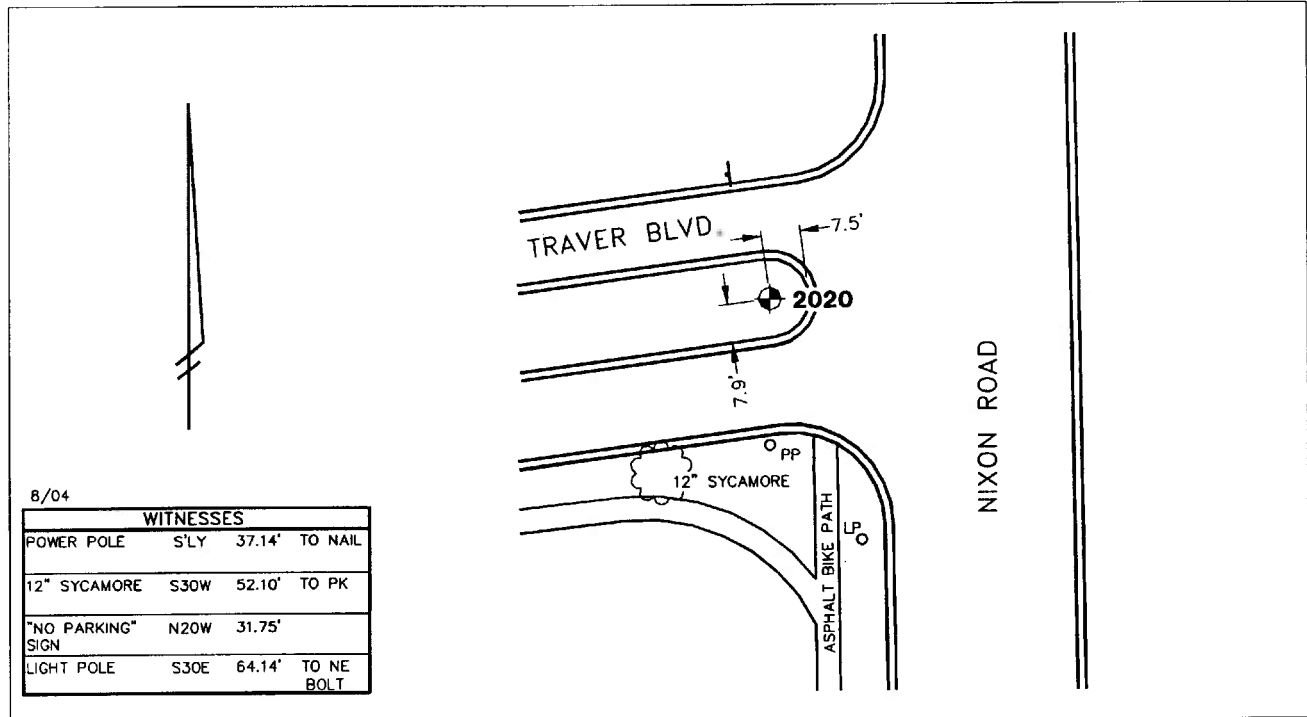 TRAVER BLVD.
7.5'
2020
7.9'
NIXON ROAD
PP
12" SYCAMORE
LP
ASPHALT BIKE PATH
8/04
WITNESSES
POWER POLE S'LY 37.14' TO NAIL
12" SYCAMORE S30W 52.10' TO PK
"NO PARKING" N20W 31.75'
SIGN
LIGHT POLE S30E 64.14' TO NE
BOLT